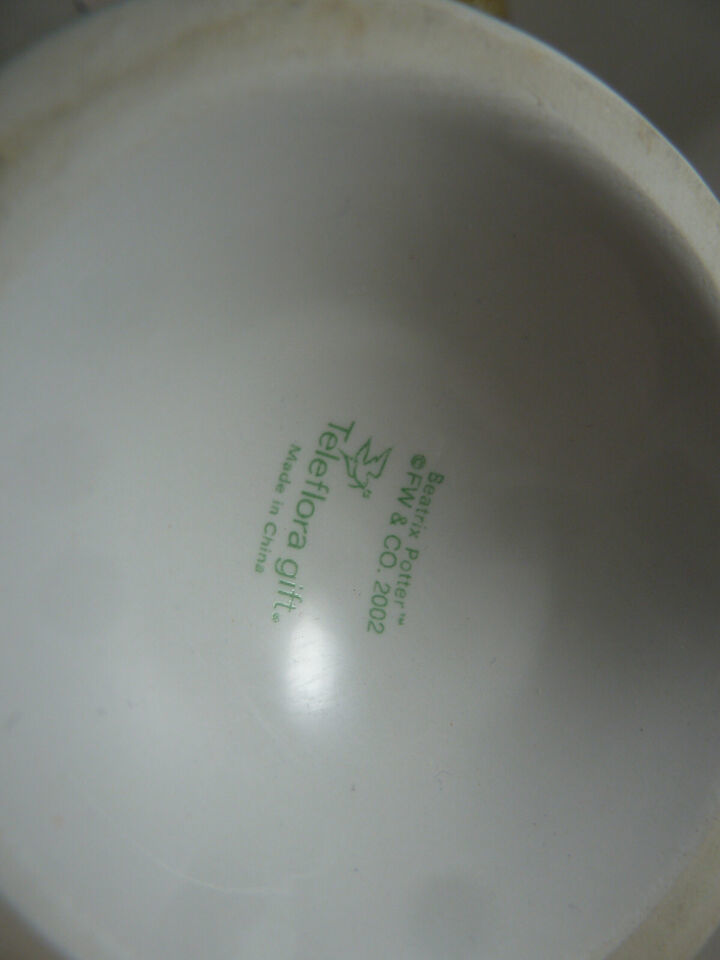 Beatrix Potter™
© FW & CO. 2002
Teleflora gift®
Made in China